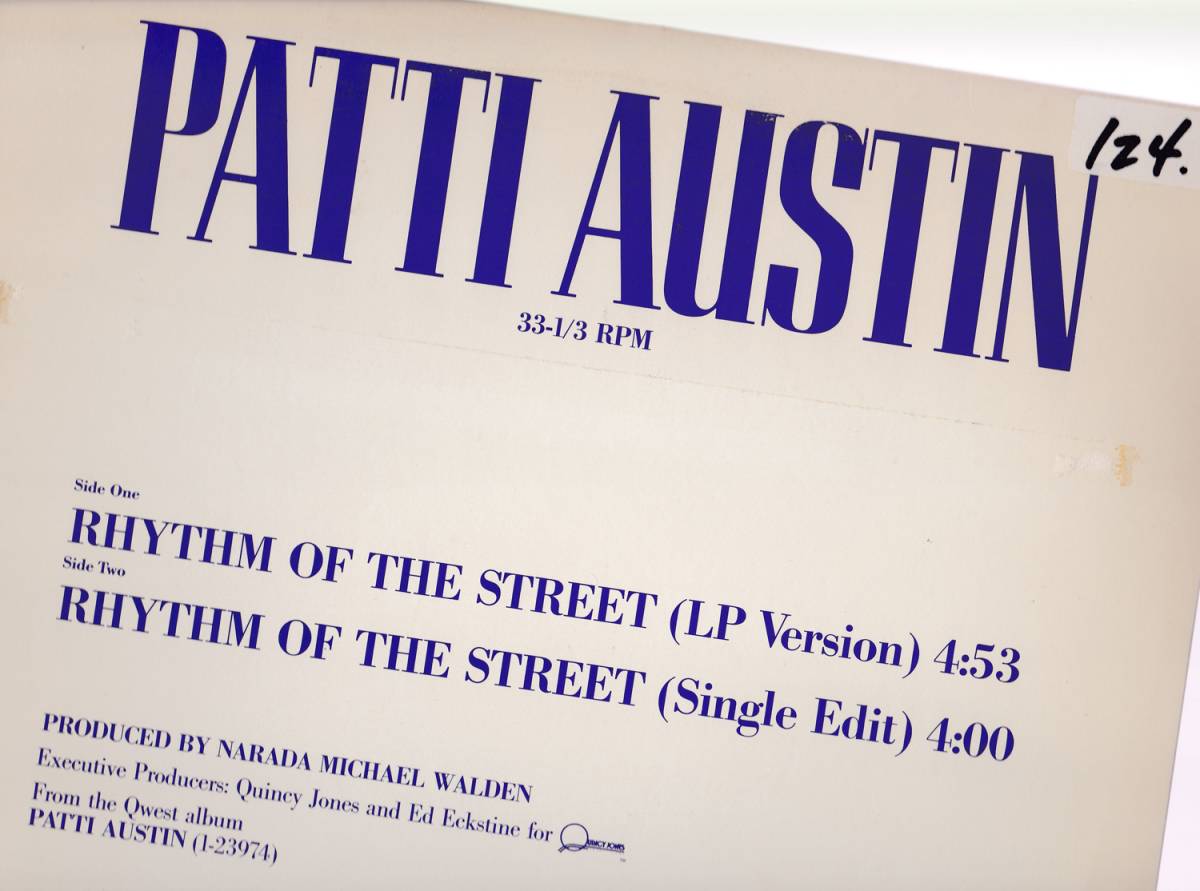 PATTI AUSTIN
124.
33-1/3 RPM
Side One
RHYTHM OF THE STREET (LP Version) 4:53
Side Two
RHYTHM OF THE STREET (Single Edit) 4:00
PRODUCED BY NARADA MICHAEL WALDEN
Executive Producers: Quincy Jones and Ed Eckstine for QUINCY JONES
From the Qwest album
PATTI AUSTIN (1-23974)